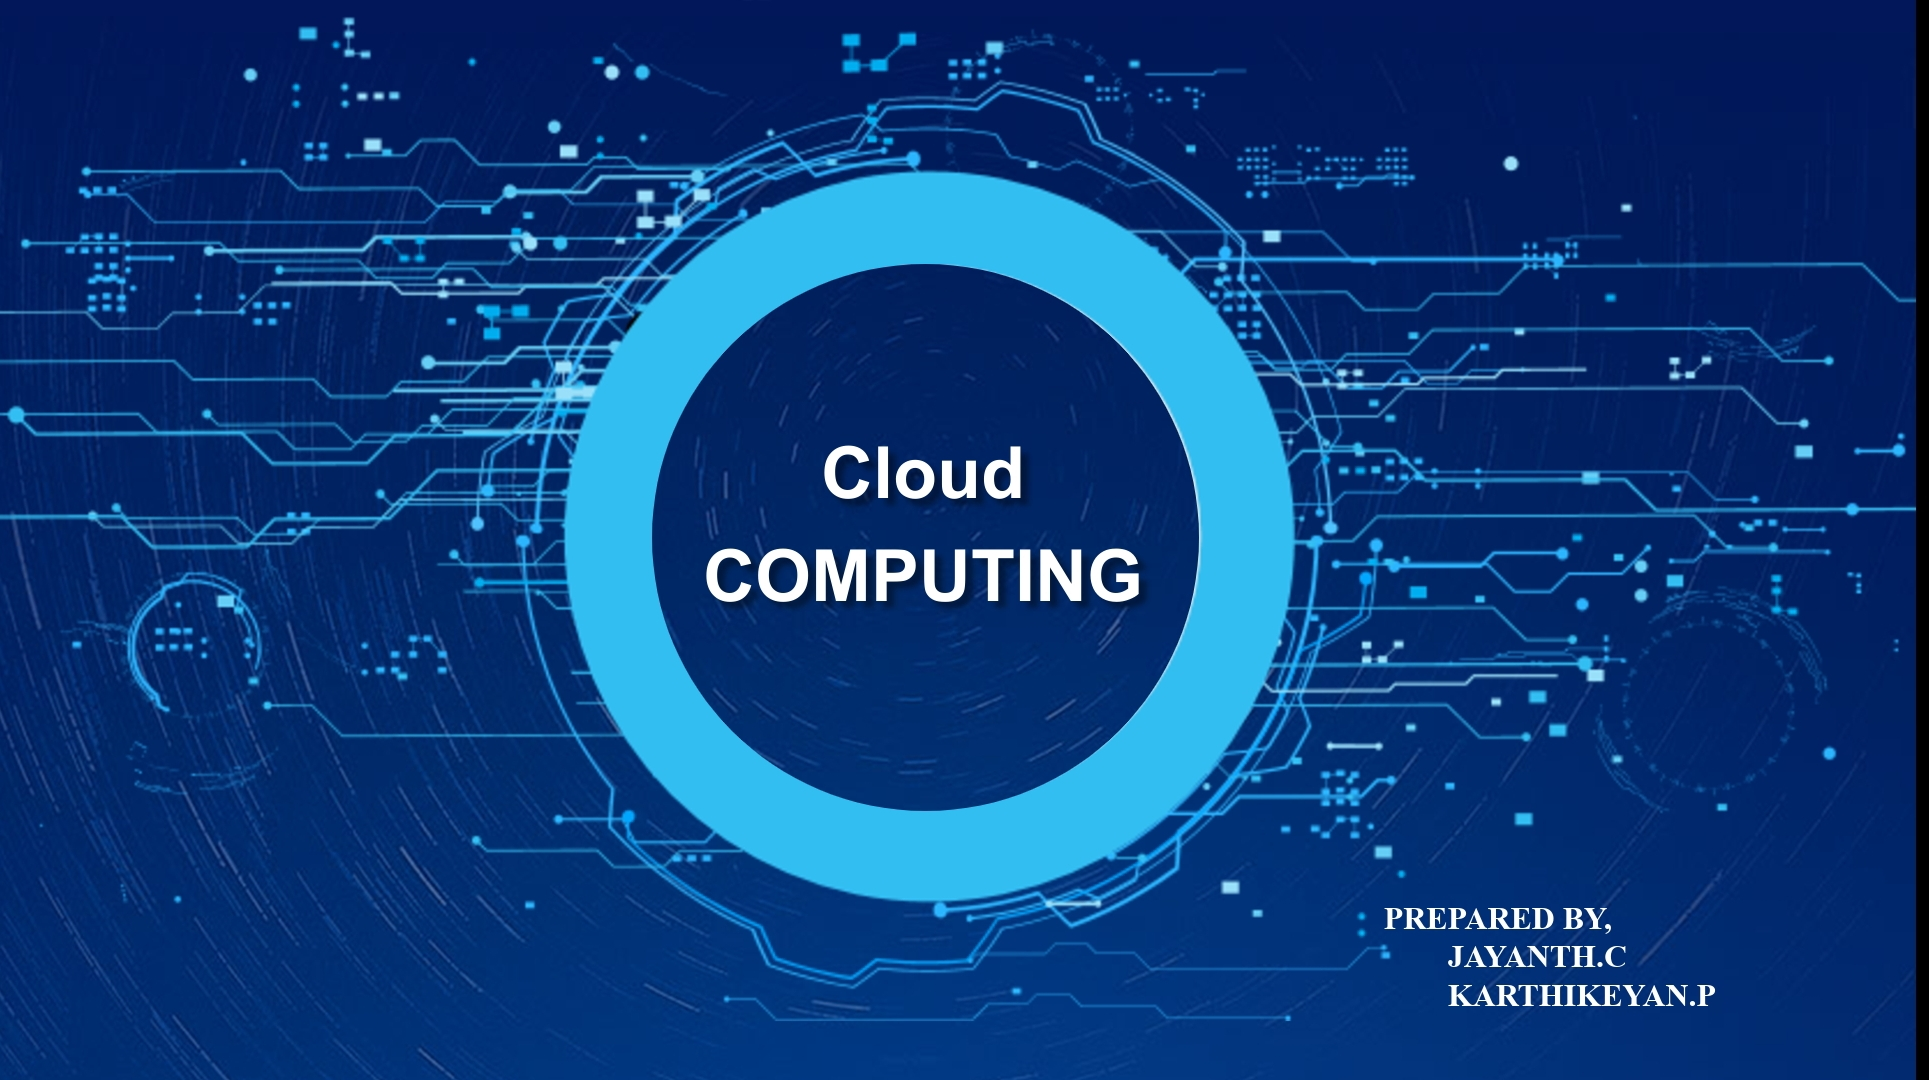 Cloud
COMPUTING
PREPARED BY,
JAYANTH.C
KARTHIKEYAN.P